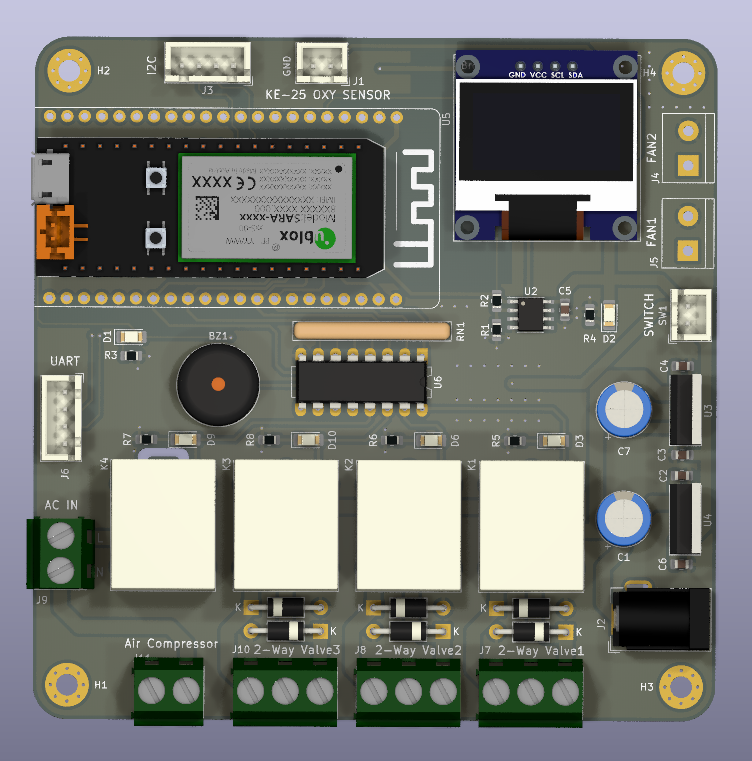 H2
I2C
J3
GND
J1
KE-25 OXY SENSOR
GND VCC SCL SDA
H4
U5
FAN2
J4
FAN1
J5
CE XXXX
Model:SARA-XXXX-
blox
R2
R1
U2
C5
R4
D2
SWITCH
SW1
D1
R3
BZ1
RN1
U6
UART
J6
C4
U3
C7
C3
C2
U4
C1
C6
R7
D9
R8
D10
R6
D6
R5
D3
K4
K3
K2
K1
AC IN
L
N
J9
K
K
K
K
K
K
J2
Air Compressor
J10 2-Way Valve3
J8 2-Way Valve2
J7 2-Way Valve1
H1
H3